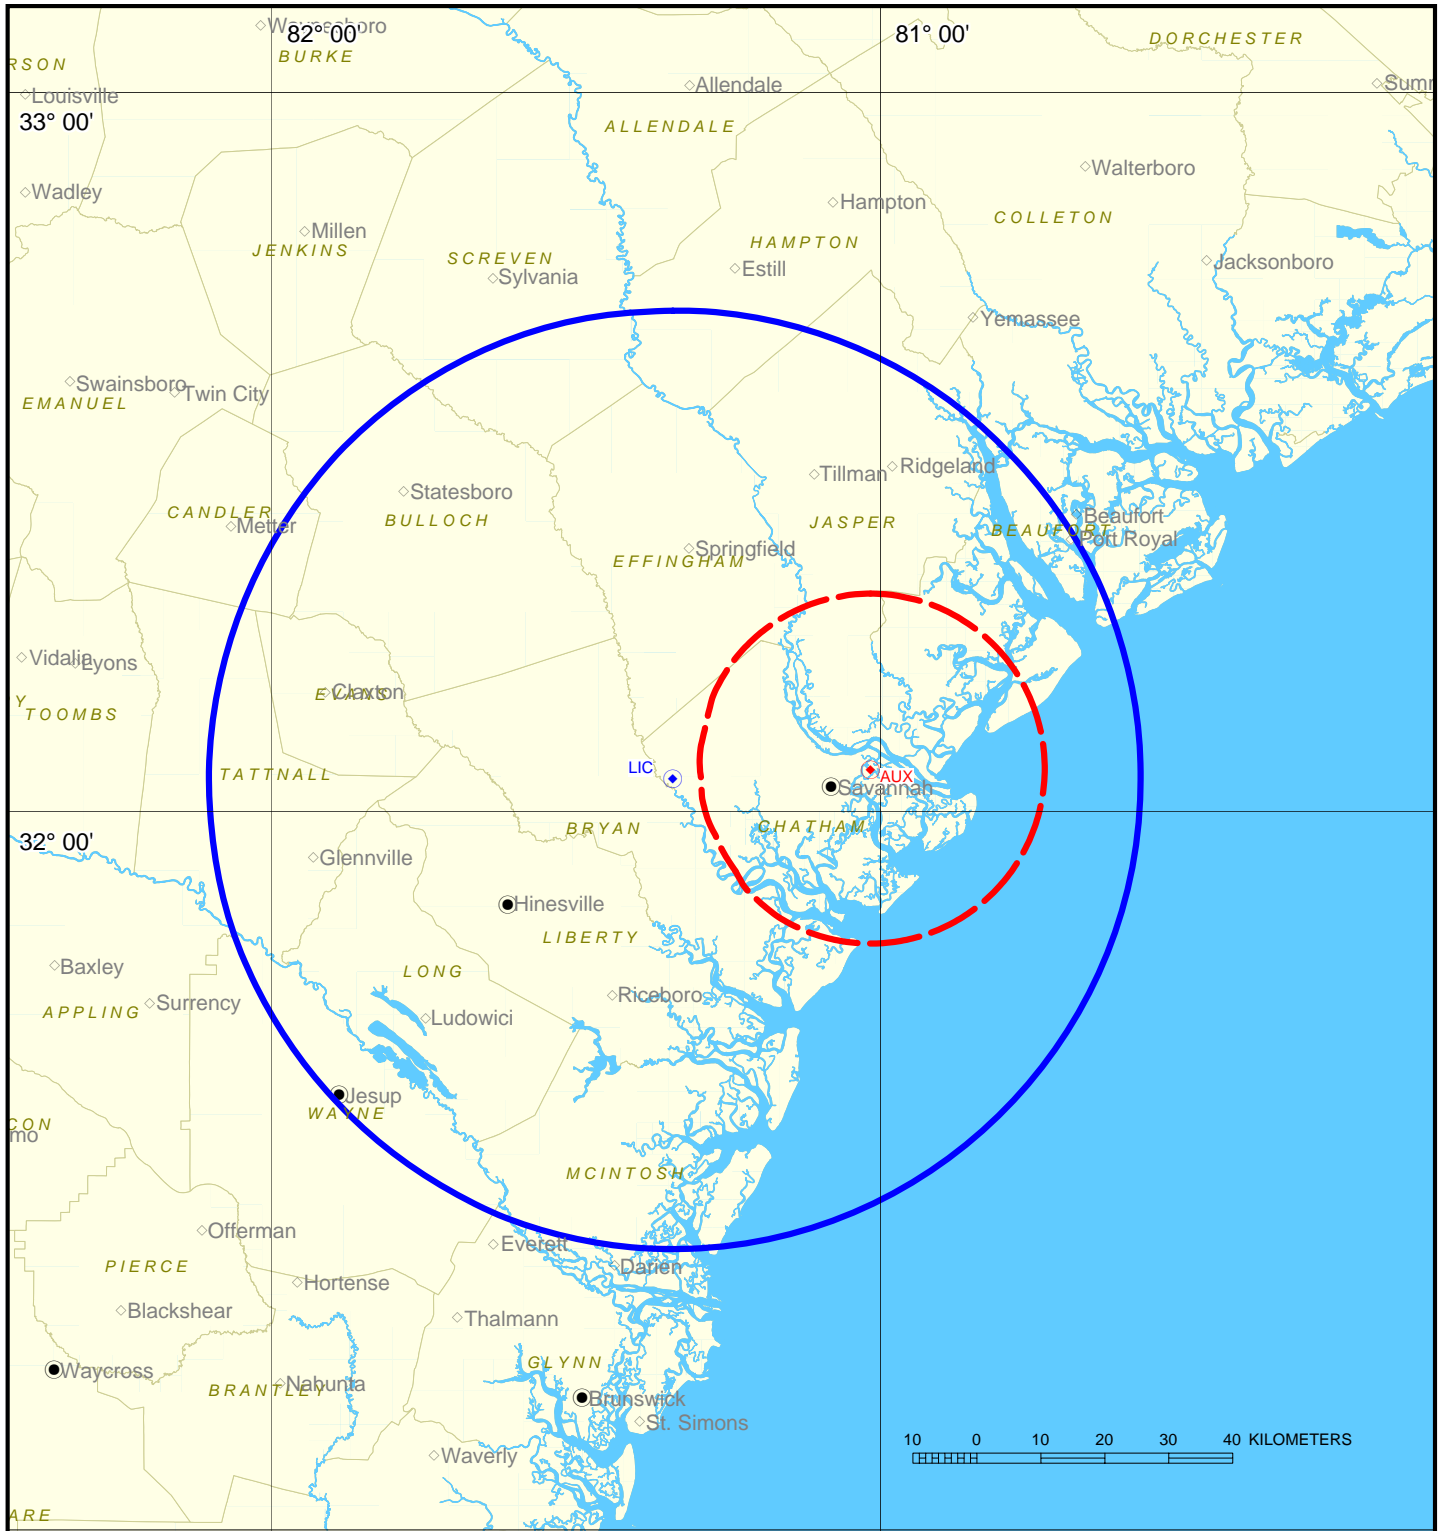 Waynesboro
82° 00'
81° 00'
DORCHESTER
BURKE
RSON
Allendale
Summ
Louisville
33° 00'
ALLENDALE
Walterboro
Wadley
Hampton
COLLETON
Millen
JENKINS
HAMPTON
SCREVEN
Jacksonboro
Estill
Sylvania
Yemassee
Swainsboro
Twin City
EMANUEL
Ridgeland
Tillman
Statesboro
CANDLER
Metter
BULLOCH
JASPER
Beaufort
BEAUFORT
Port Royal
Springfield
EFFINGHAM
Vidalia
Lyons
EVANS
Claxton
Y
TOOMBS
LIC
TATTNALL
AUX
Savannah
BRYAN
CHATHAM
32° 00'
Glennville
Hinesville
LIBERTY
Baxley
LONG
Riceboro
Surrency
APPLING
Ludowici
Jesup
WAYNE
CON
mo
MCINTOSH
Offerman
Everett
PIERCE
Darien
Hortense
Blackshear
Thalmann
GLYNN
Waycross
BRANTLEY
Nahunta
Brunswick
St. Simons
10 0 10 20 30 40 KILOMETERS
Waverly
ARE